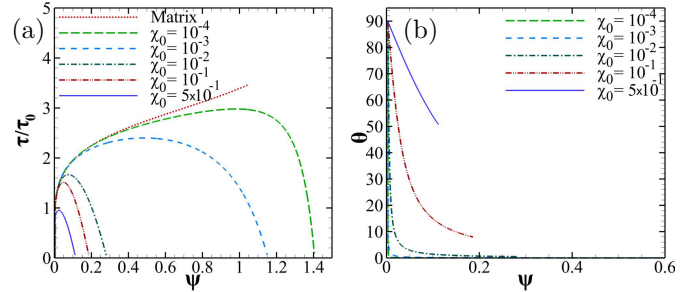 (a)
Matrix
χ₀= 10⁻⁴
χ₀= 10⁻³
χ₀= 10⁻²
χ₀= 10⁻¹
χ₀= 5x10⁻¹
τ/τ₀
5
4
3
2
1
0
0 0.2 0.4 0.6 0.8 1 1.2 1.4
ψ
(b)
χ₀= 10⁻⁴
χ₀= 10⁻³
χ₀= 10⁻²
χ₀= 10⁻¹
χ₀= 5x10⁻¹
θ
90
80
70
60
50
40
30
20
10
0
0 0.2 0.4 0.6
ψ